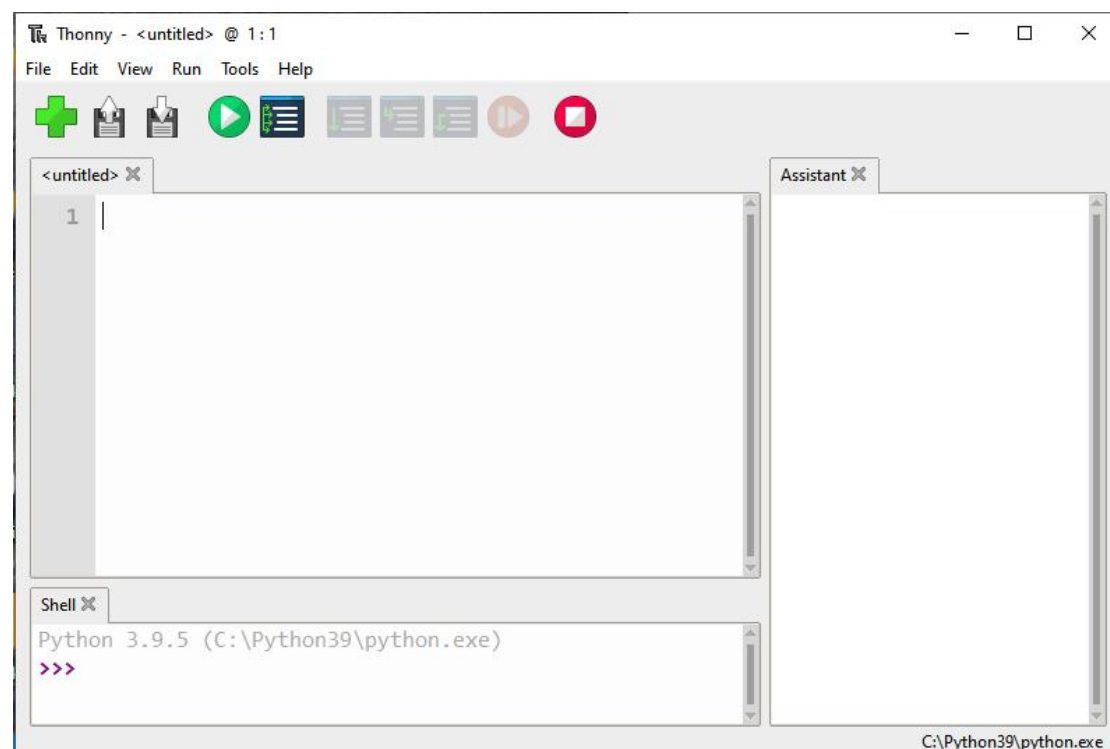 Thonny - <untitled> @ 1:1
File Edit View Run Tools Help
<untitled>
Assistant
1
Shell
Python 3.9.5 (C:\Python39\python.exe)
>>>
C:\Python39\python.exe